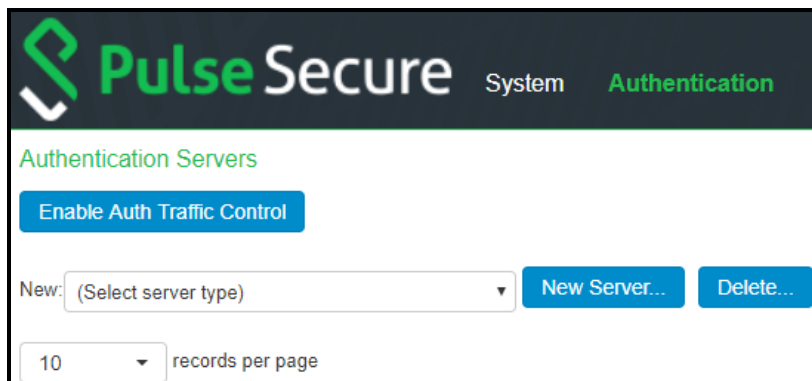 Pulse Secure System Authentication
Authentication Servers
Enable Auth Traffic Control
New: (Select server type) New Server... Delete...
10 records per page